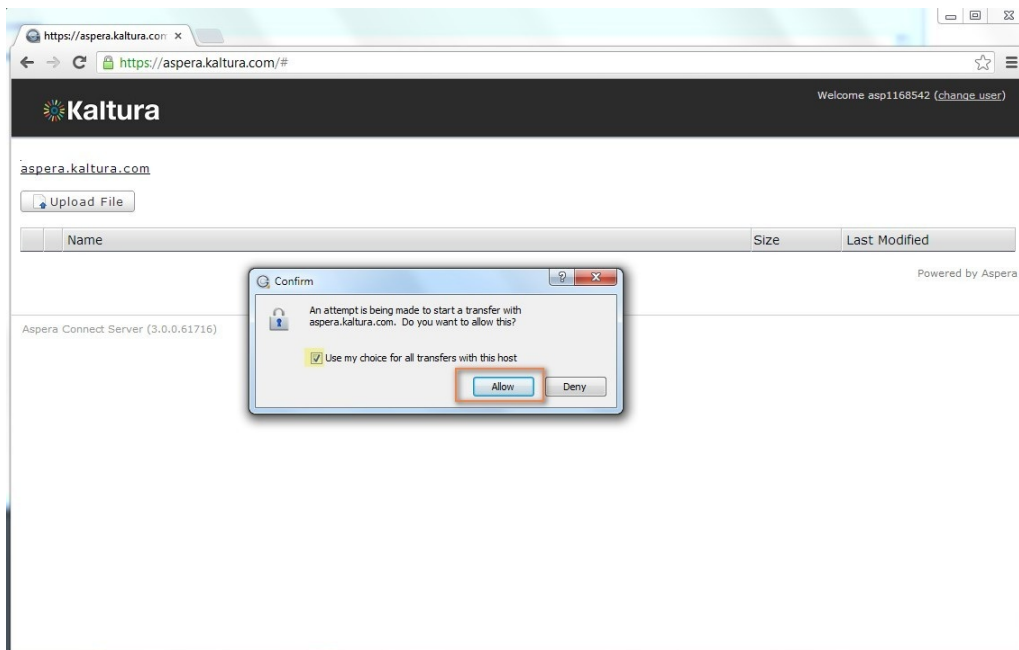 https://aspera.kaltura.com
https://aspera.kaltura.com/#
Kaltura
Welcome asp1168542 (change user)
aspera.kaltura.com
Upload File
Name Size Last Modified
Powered by Aspera
Confirm
An attempt is being made to start a transfer with
aspera.kaltura.com. Do you want to allow this?
Use my choice for all transfers with this host
Allow Deny
Aspera Connect Server (3.0.0.61716)